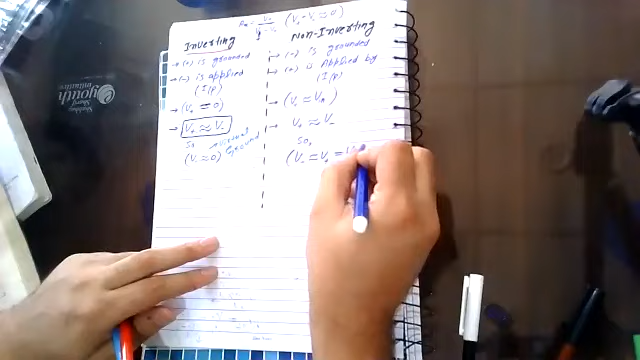 (V₊ - V₋ ≈ 0)
Inverting
→ (+) is grounded
→ (-) is applied
(I/P)
→ (V₊ = 0)
→ V₊ ≈ V₋
So
→ virtual
Ground
(V₋ ≈ 0)
Non-Inverting
→ (-) is grounded
→ (+) is Applied by
(I/P)
→ V₊ ≈ V₋
So,
(V₋ = V₊ =
eyouth